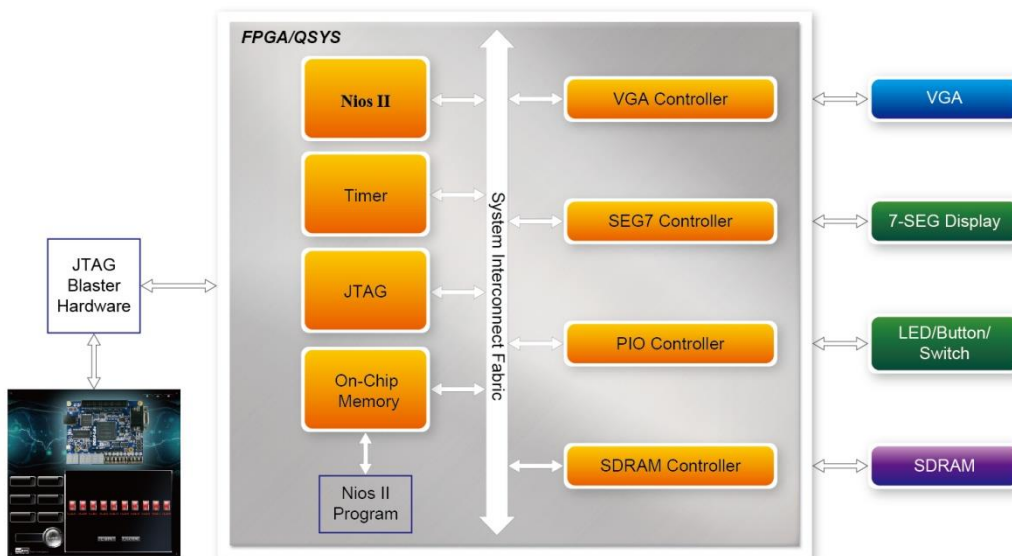 FPGA/QSYS
Nios II
Timer
JTAG
On-Chip
Memory
Nios II
Program
System Interconnect Fabric
VGA Controller
SEG7 Controller
PIO Controller
SDRAM Controller
VGA
7-SEG Display
LED/Button/
Switch
SDRAM
JTAG
Blaster
Hardware